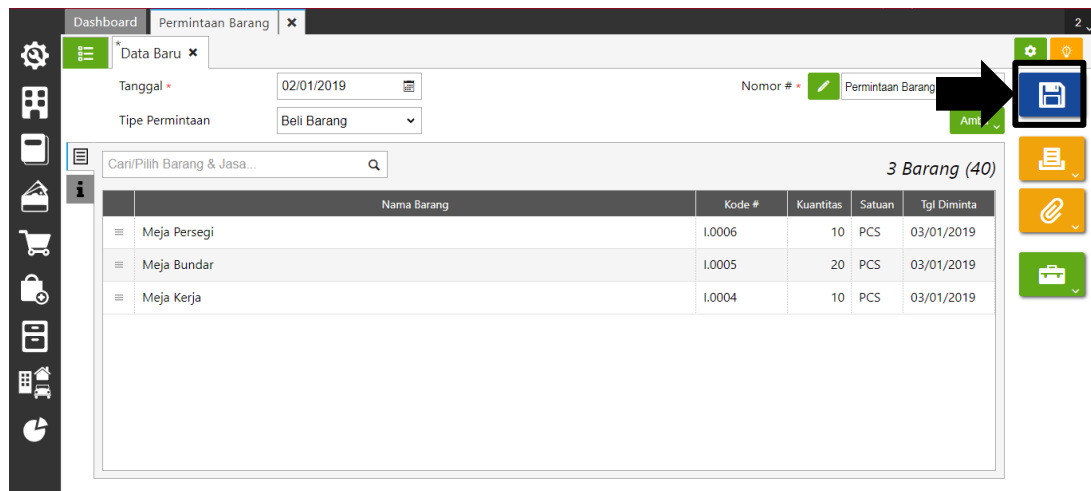 Dashboard Permintaan Barang
2
*Data Baru
Tanggal * 02/01/2019 Nomor # * Permintaan Barang
Tipe Permintaan Beli Barang
Cari/Pilih Barang & Jasa... 3 Barang (40)
Nama Barang Kode # Kuantitas Satuan Tgl Diminta
Meja Persegi I.0006 10 PCS 03/01/2019
Meja Bundar I.0005 20 PCS 03/01/2019
Meja Kerja I.0004 10 PCS 03/01/2019